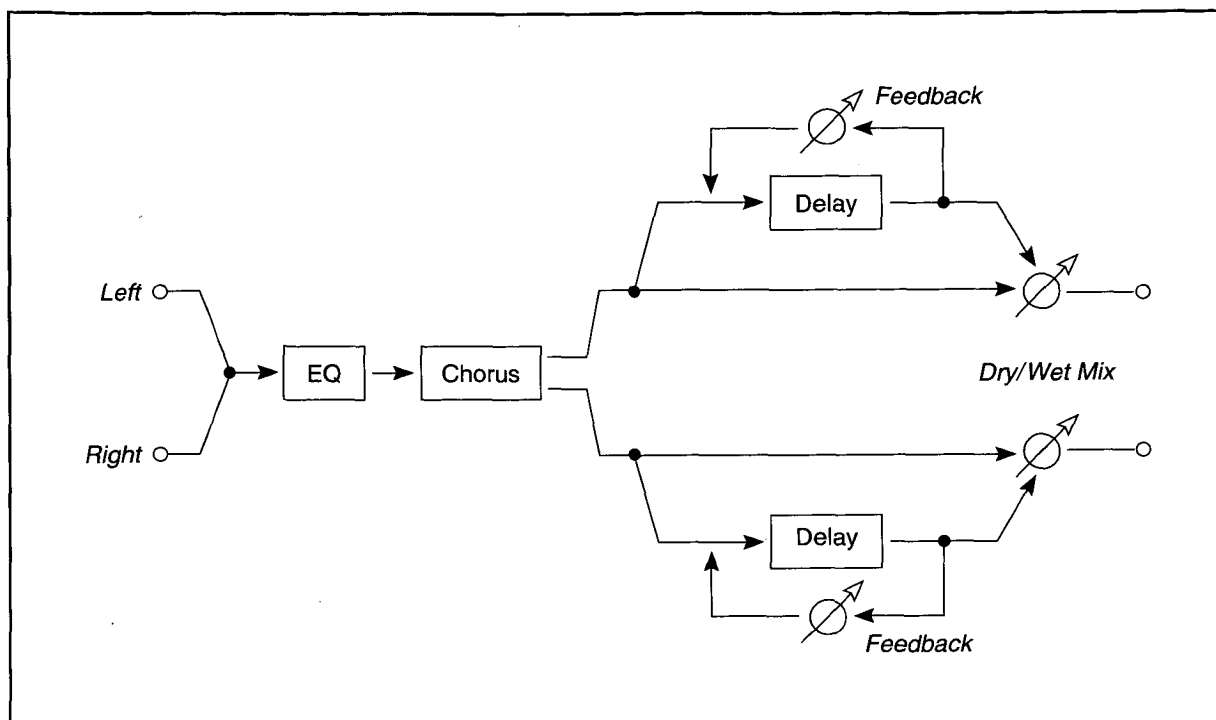 Feedback
Delay
Left
EQ
Chorus
Dry/Wet Mix
Right
Delay
Feedback